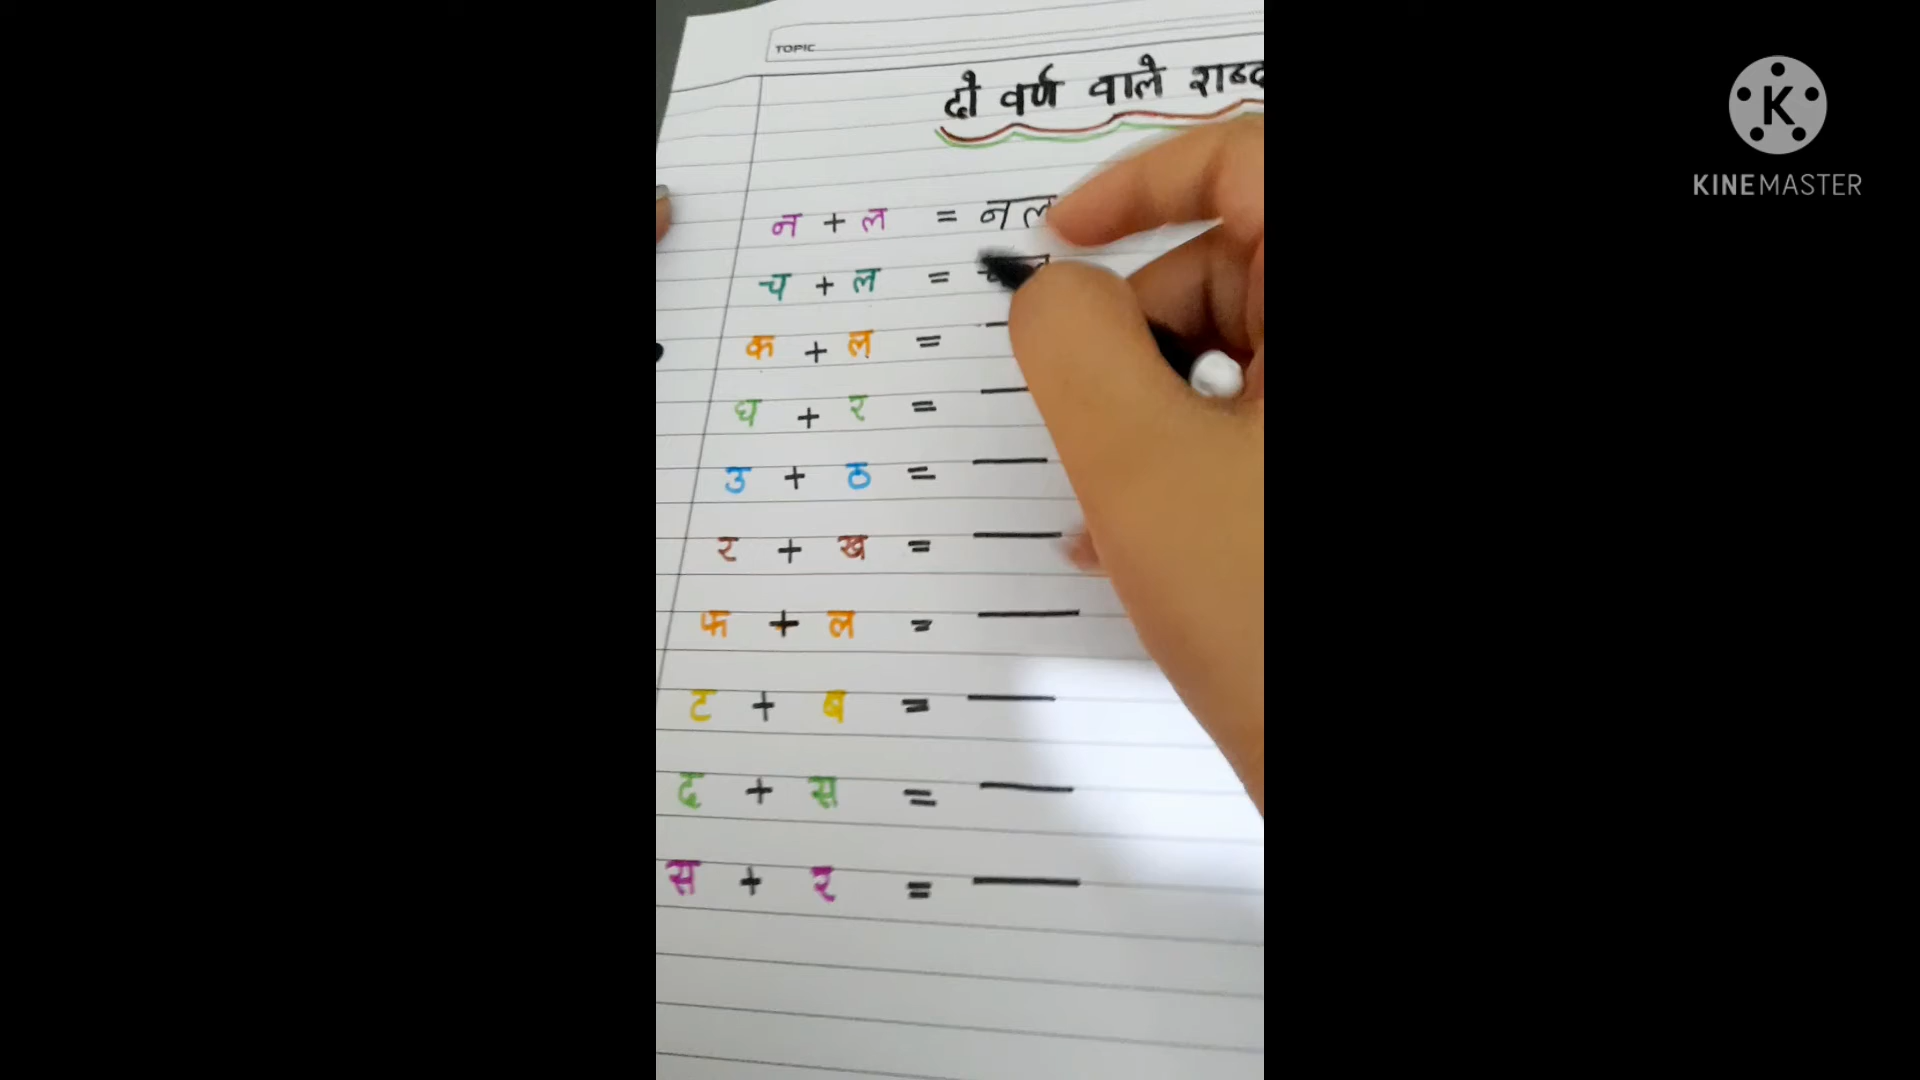 TOPIC
दो वर्ण वाले शब्द
न + ल = नल
च + ल =
क + ल =
घ + र =
उ + ठ =
र + ख =
फ + ल =
ट + ब =
द + स =
स + र =
K
KINEMASTER